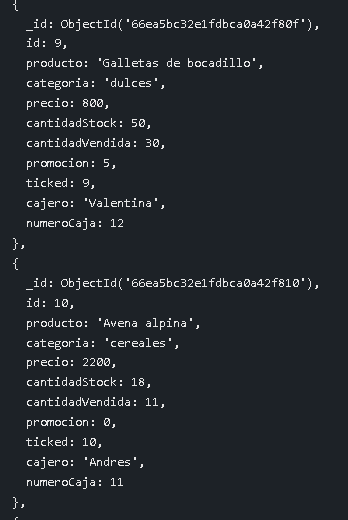 {
_id: ObjectId('66ea5bc32e1fdbca0a42f80f'),
id: 9,
producto: 'Galletas de bocadillo',
categoria: 'dulces',
precio: 800,
cantidadStock: 50,
cantidadVendida: 30,
promocion: 5,
ticked: 9,
cajero: 'Valentina',
numeroCaja: 12
},
{
_id: ObjectId('66ea5bc32e1fdbca0a42f810'),
id: 10,
producto: 'Avena alpina',
categoria: 'cereales',
precio: 2200,
cantidadStock: 18,
cantidadVendida: 11,
promocion: 0,
ticked: 10,
cajero: 'Andres',
numeroCaja: 11
},
{